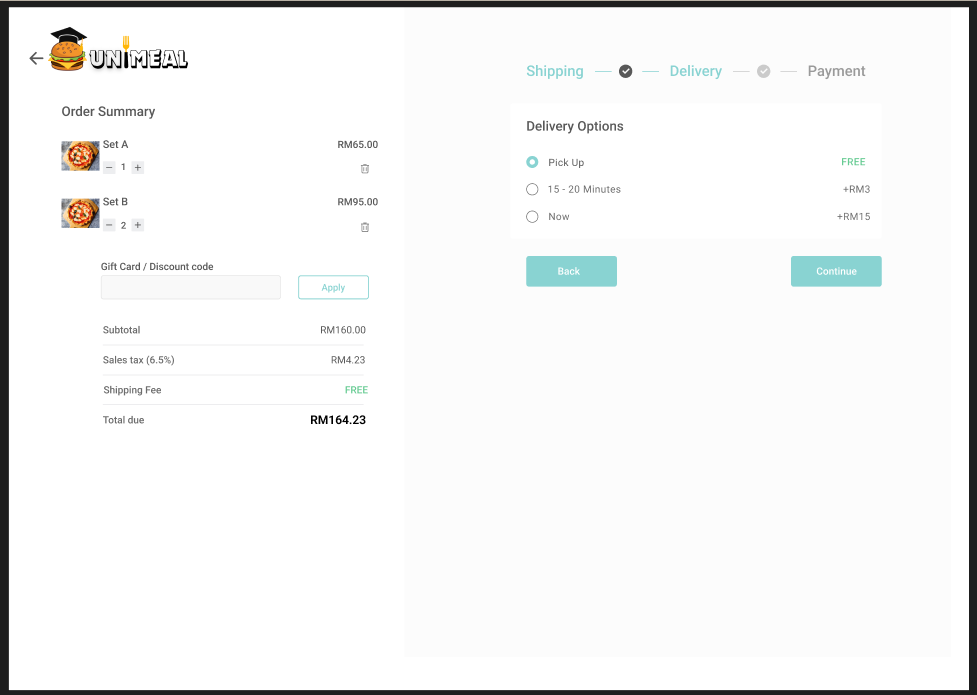 UNIMEAL
Order Summary
Set A RM65.00
− 1 +
Set B RM95.00
− 2 +
Gift Card / Discount code
Apply
Subtotal RM160.00
Sales tax (6.5%) RM4.23
Shipping Fee FREE
Total due RM164.23
Shipping Delivery Payment
Delivery Options
Pick Up FREE
15 - 20 Minutes +RM3
Now +RM15
Back Continue